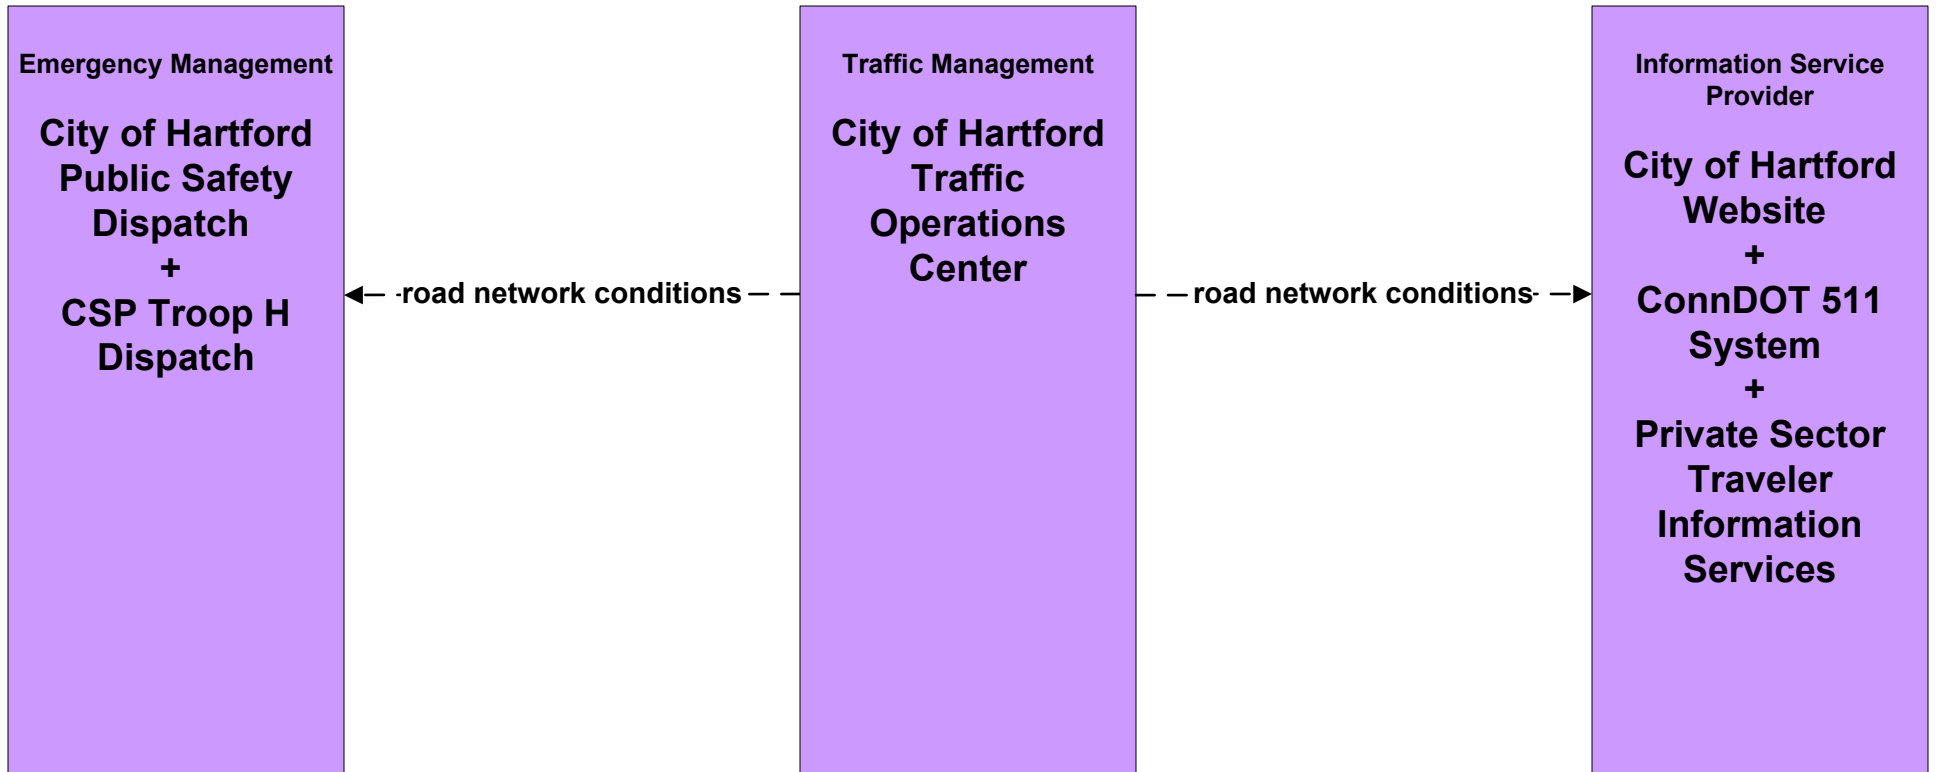 Emergency Management
City of Hartford
Public Safety
Dispatch
+
CSP Troop H
Dispatch
road network conditions
Traffic Management
City of Hartford
Traffic
Operations
Center
road network conditions
Information Service
Provider
City of Hartford
Website
+
ConnDOT 511
System
+
Private Sector
Traveler
Information
Services